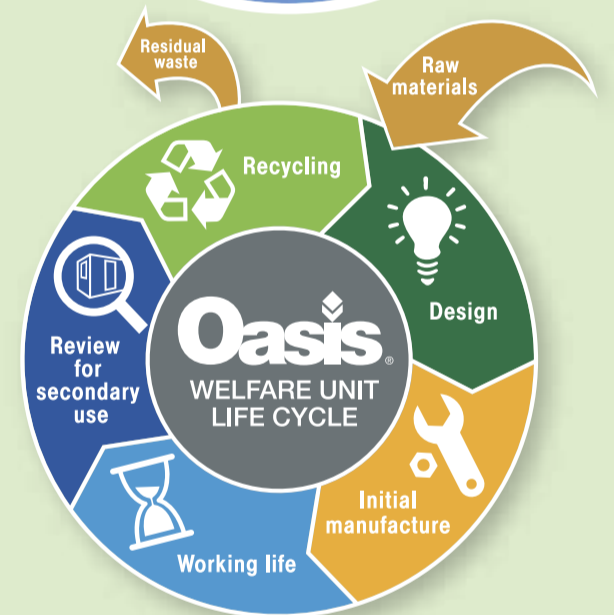 Residual
waste
Raw
materials
Recycling
Design
Initial
manufacture
Working life
Review
for
secondary
use
Oasis®
WELFARE UNIT
LIFE CYCLE